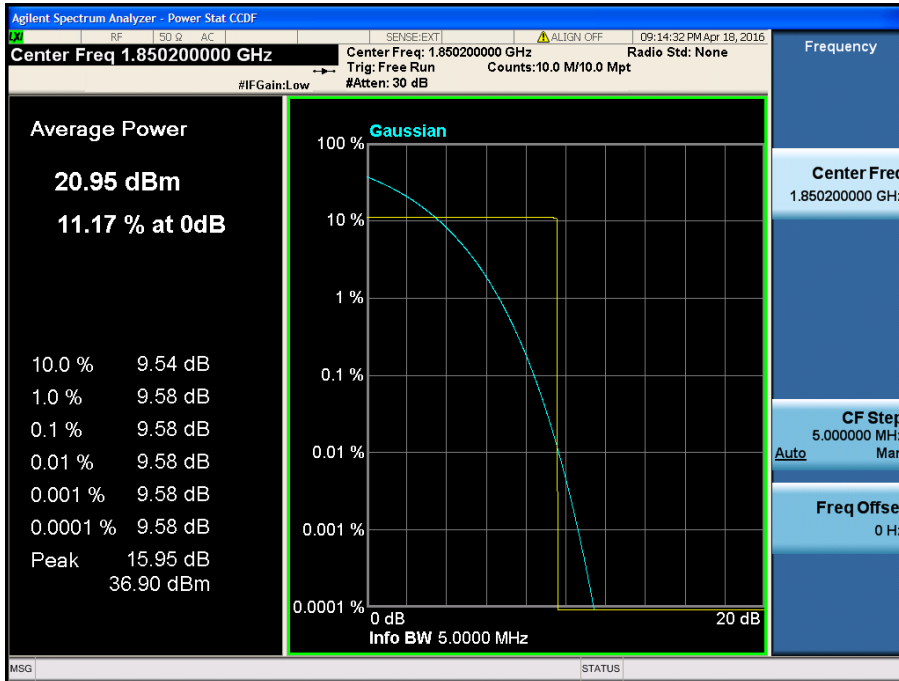 Agilent Spectrum Analyzer - Power Stat CCDF
LXI RF 50 Ω AC SENSE:EXT ALIGN OFF 09:14:32 PM Apr 18, 2016
Center Freq 1.850200000 GHz
Center Freq: 1.850200000 GHz Radio Std: None
Trig: Free Run Counts:10.0 M/10.0 Mpt
#IFGain:Low #Atten: 30 dB
Average Power
20.95 dBm
11.17 % at 0dB
10.0 % 9.54 dB
1.0 % 9.58 dB
0.1 % 9.58 dB
0.01 % 9.58 dB
0.001 % 9.58 dB
0.0001 % 9.58 dB
Peak 15.95 dB
36.90 dBm
Gaussian
100 %
10 %
1 %
0.1 %
0.01 %
0.001 %
0.0001 %
0 dB 20 dB
Info BW 5.0000 MHz
Frequency
Center Freq
1.850200000 GHz
CF Step
5.000000 MHz
Auto Man
Freq Offset
0 Hz
MSG STATUS